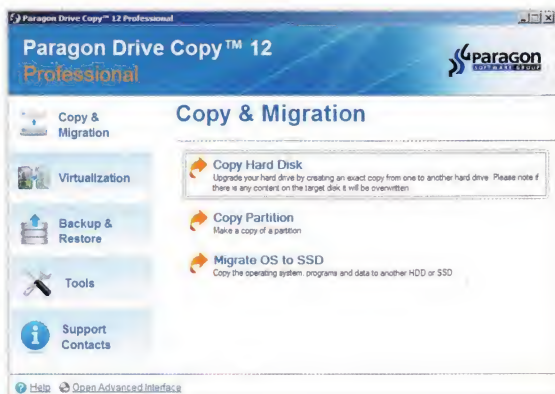 Paragon Drive Copy™ 12 Professional
Paragon Drive Copy™ 12
Professional
paragon
SOFTWARE GROUP
Copy &
Migration
Virtualization
Backup &
Restore
Tools
Support
Contacts
Copy & Migration
Copy Hard Disk
Upgrade your hard drive by creating an exact copy from one to another hard drive. Please note if
there is any content on the target disk it will be overwritten
Copy Partition
Make a copy of a partition
Migrate OS to SSD
Copy the operating system, programs and data to another HDD or SSD
Help
Open Advanced Interface